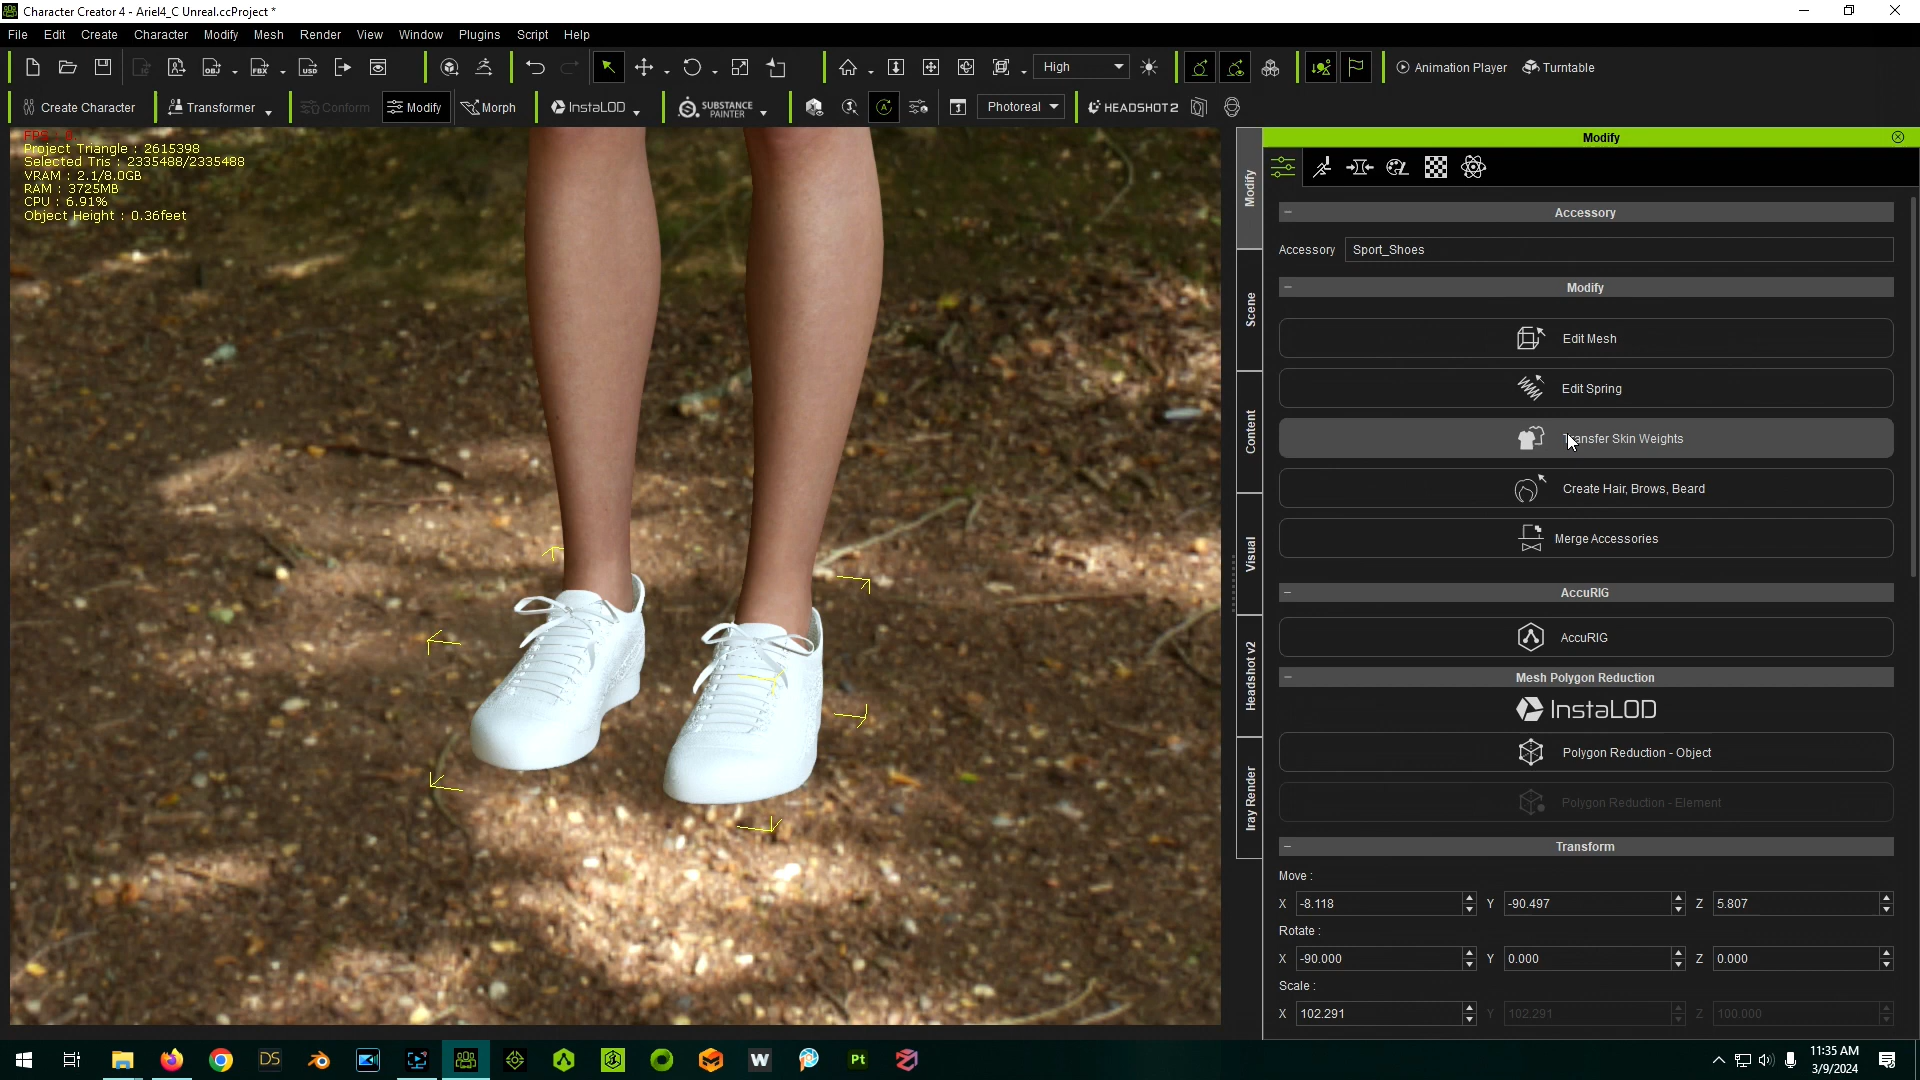 Character Creator 4 - Ariel4_C Unreal.ccProject *
File Edit Create Character Modify Mesh Render View Window Plugins Script Help
High Animation Player Turntable
Create Character Transformer Conform Modify Morph InstaLOD SUBSTANCE PAINTER Photoreal HEADSHOT2
Project Triangle : 2615398
Selected Tris : 2335488/2335488
VRAM : 2.1/8.0GB
RAM : 3725MB
CPU : 6.91%
Object Height : 0.36feet
Modify
Scene
Content
Visual
Headshot v2
Iray Render
Modify
Accessory
Accessory Sport_Shoes
Modify
Edit Mesh
Edit Spring
Transfer Skin Weights
Create Hair, Brows, Beard
Merge Accessories
AccuRIG
AccuRIG
Mesh Polygon Reduction
InstaLOD
Polygon Reduction - Object
Polygon Reduction - Element
Transform
Move :
X -8.118 Y -90.497 Z 5.807
Rotate :
X -90.000 Y 0.000 Z 0.000
Scale :
X 102.291 Y 102.291 Z 100.000
DS W Pt
11:35 AM
3/9/2024